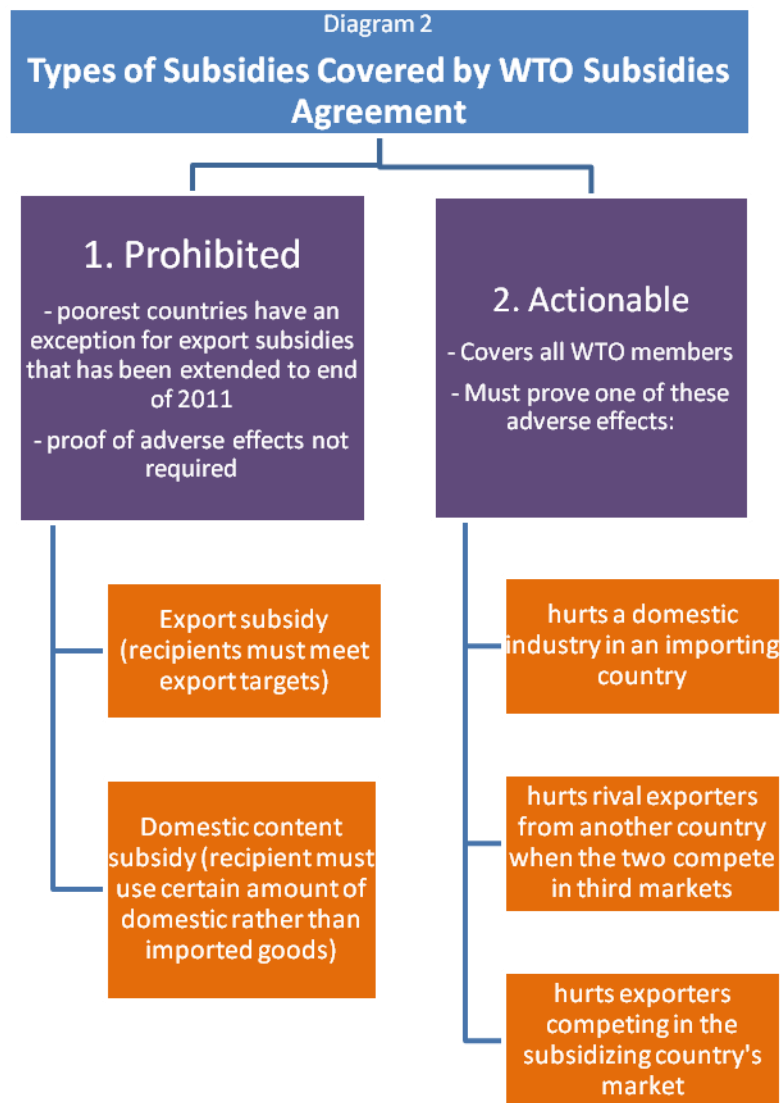 Diagram 2
Types of Subsidies Covered by WTO Subsidies
Agreement
1. Prohibited
- poorest countries have an
exception for export subsidies
that has been extended to end
of 2011
- proof of adverse effects not
required
Export subsidy
(recipients must meet
export targets)
Domestic content
subsidy (recipient must
use certain amount of
domestic rather than
imported goods)
2. Actionable
- Covers all WTO members
- Must prove one of these
adverse effects:
hurts a domestic
industry in an importing
country
hurts rival exporters
from another country
when the two compete
in third markets
hurts exporters
competing in the
subsidizing country's
market